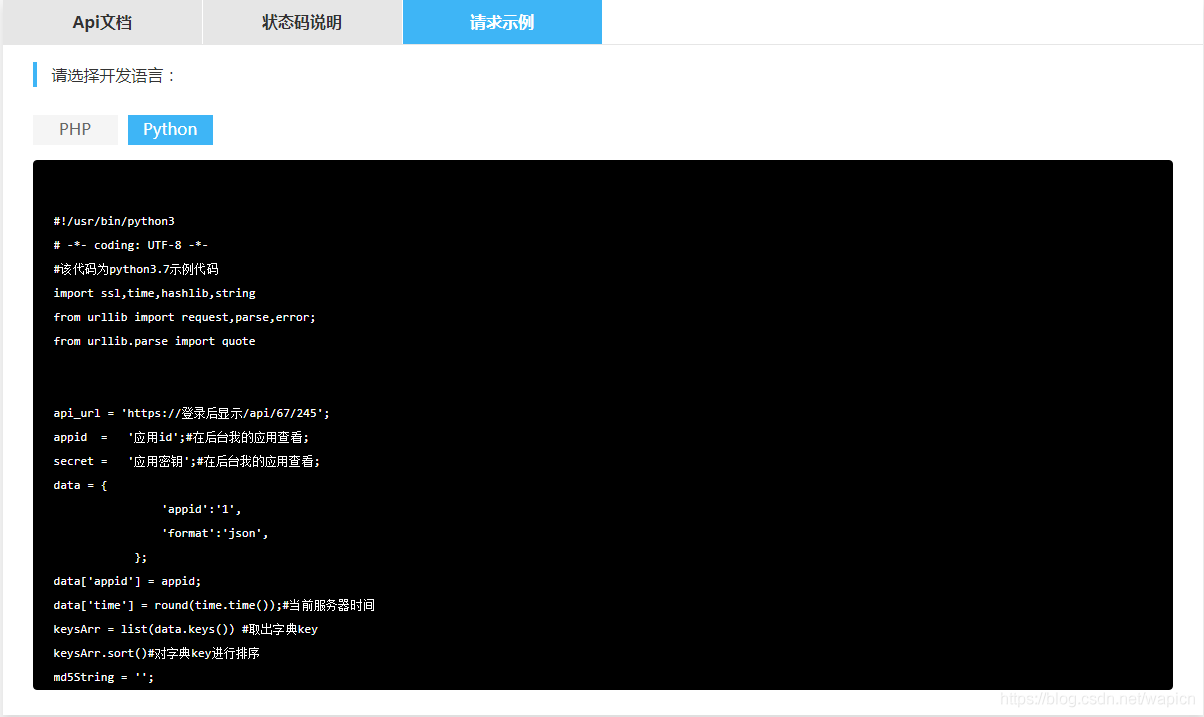 Api文档 状态码说明 请求示例
请选择开发语言：
PHP Python
#!/usr/bin/python3
# -*- coding: UTF-8 -*-
#该代码为python3.7示例代码
import ssl,time,hashlib,string
from urllib import request,parse,error;
from urllib.parse import quote
api_url = 'https://登录后显示/api/67/245';
appid  =   '应用id';#在后台我的应用查看;
secret =   '应用密钥';#在后台我的应用查看;
data = {
'appid':'1',
'format':'json',
};
data['appid'] = appid;
data['time'] = round(time.time());#当前服务器时间
keysArr = list(data.keys()) #取出字典key
keysArr.sort()#对字典key进行排序
md5String = '';
https://blog.csdn.net/wapicn